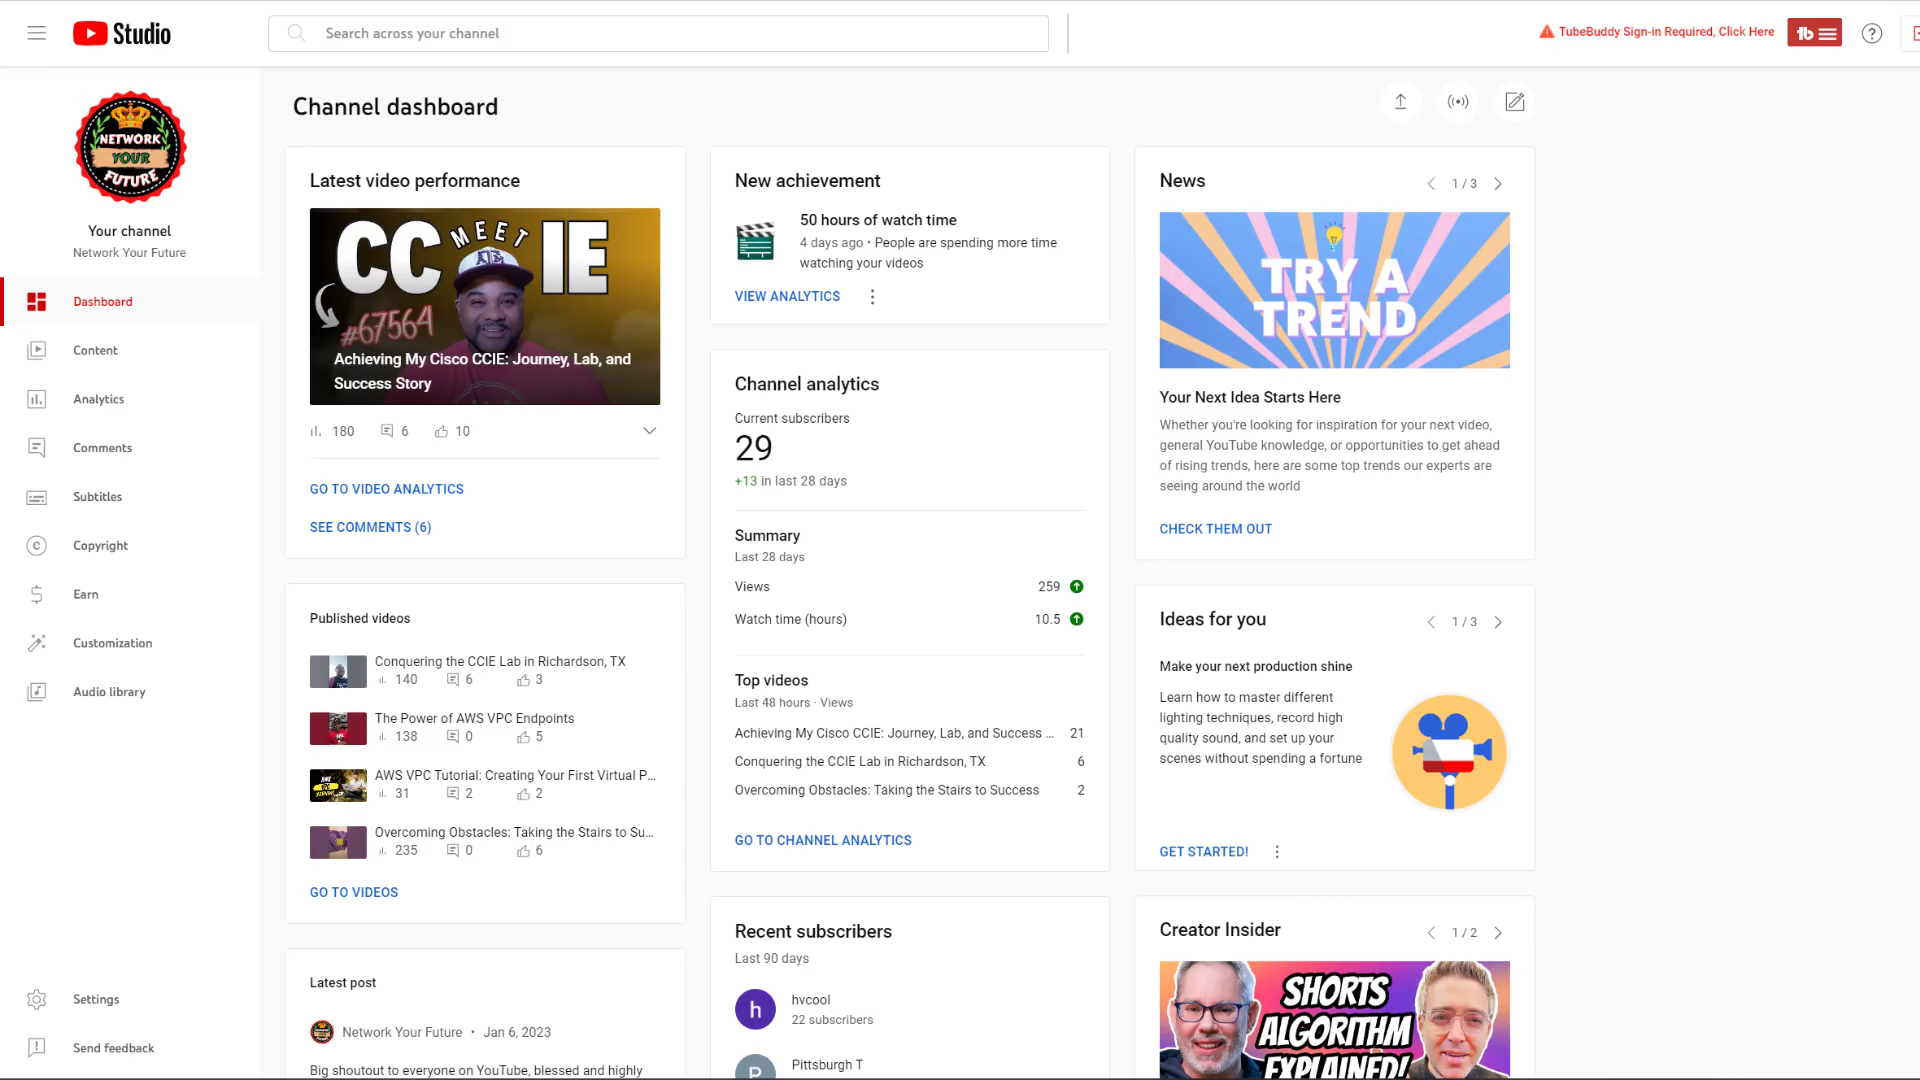 Studio
Search across your channel
TubeBuddy Sign-in Required, Click Here
tb
?
NETWORK
YOUR
FUTURE
Your channel
Network Your Future
Dashboard
Content
Analytics
Comments
Subtitles
Copyright
Earn
Customization
Audio library
Settings
Send feedback
Channel dashboard
Latest video performance
CC MEET IE
#67564
Achieving My Cisco CCIE: Journey, Lab, and
Success Story
180 6 10
GO TO VIDEO ANALYTICS
SEE COMMENTS (6)
Published videos
Conquering the CCIE Lab in Richardson, TX
140 6 3
The Power of AWS VPC Endpoints
138 0 5
AWS VPC Tutorial: Creating Your First Virtual P...
31 2 2
Overcoming Obstacles: Taking the Stairs to Su...
235 0 6
GO TO VIDEOS
Latest post
Network Your Future • Jan 6, 2023
Big shoutout to everyone on YouTube, blessed and highly
New achievement
50 hours of watch time
4 days ago • People are spending more time
watching your videos
VIEW ANALYTICS
Channel analytics
Current subscribers
29
+13 in last 28 days
Summary
Last 28 days
Views 259
Watch time (hours) 10.5
Top videos
Last 48 hours · Views
Achieving My Cisco CCIE: Journey, Lab, and Success ... 21
Conquering the CCIE Lab in Richardson, TX 6
Overcoming Obstacles: Taking the Stairs to Success 2
GO TO CHANNEL ANALYTICS
Recent subscribers
Last 90 days
h
hvcool
22 subscribers
P
Pittsburgh T
News
1 / 3
TRY A
TREND
Your Next Idea Starts Here
Whether you're looking for inspiration for your next video,
general YouTube knowledge, or opportunities to get ahead
of rising trends, here are some top trends our experts are
seeing around the world
CHECK THEM OUT
Ideas for you
1 / 3
Make your next production shine
Learn how to master different
lighting techniques, record high
quality sound, and set up your
scenes without spending a fortune
GET STARTED!
Creator Insider
1 / 2
SHORTS
ALGORITHM
EXPLAINED!